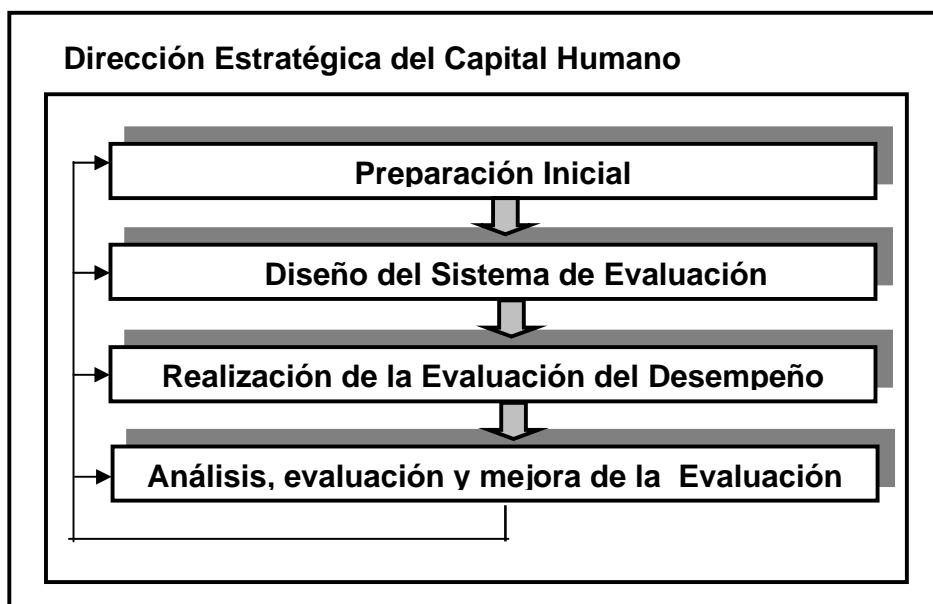 Dirección Estratégica del Capital Humano
Preparación Inicial
Diseño del Sistema de Evaluación
Realización de la Evaluación del Desempeño
Análisis, evaluación y mejora de la Evaluación